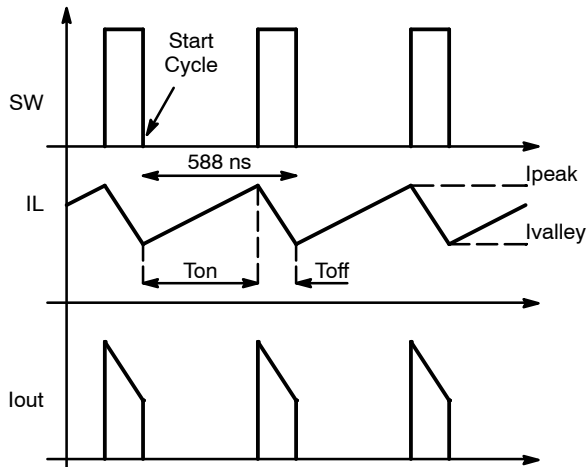 Start
Cycle
SW
588 ns
IL
Ipeak
Ivalley
Ton
Toff
Iout